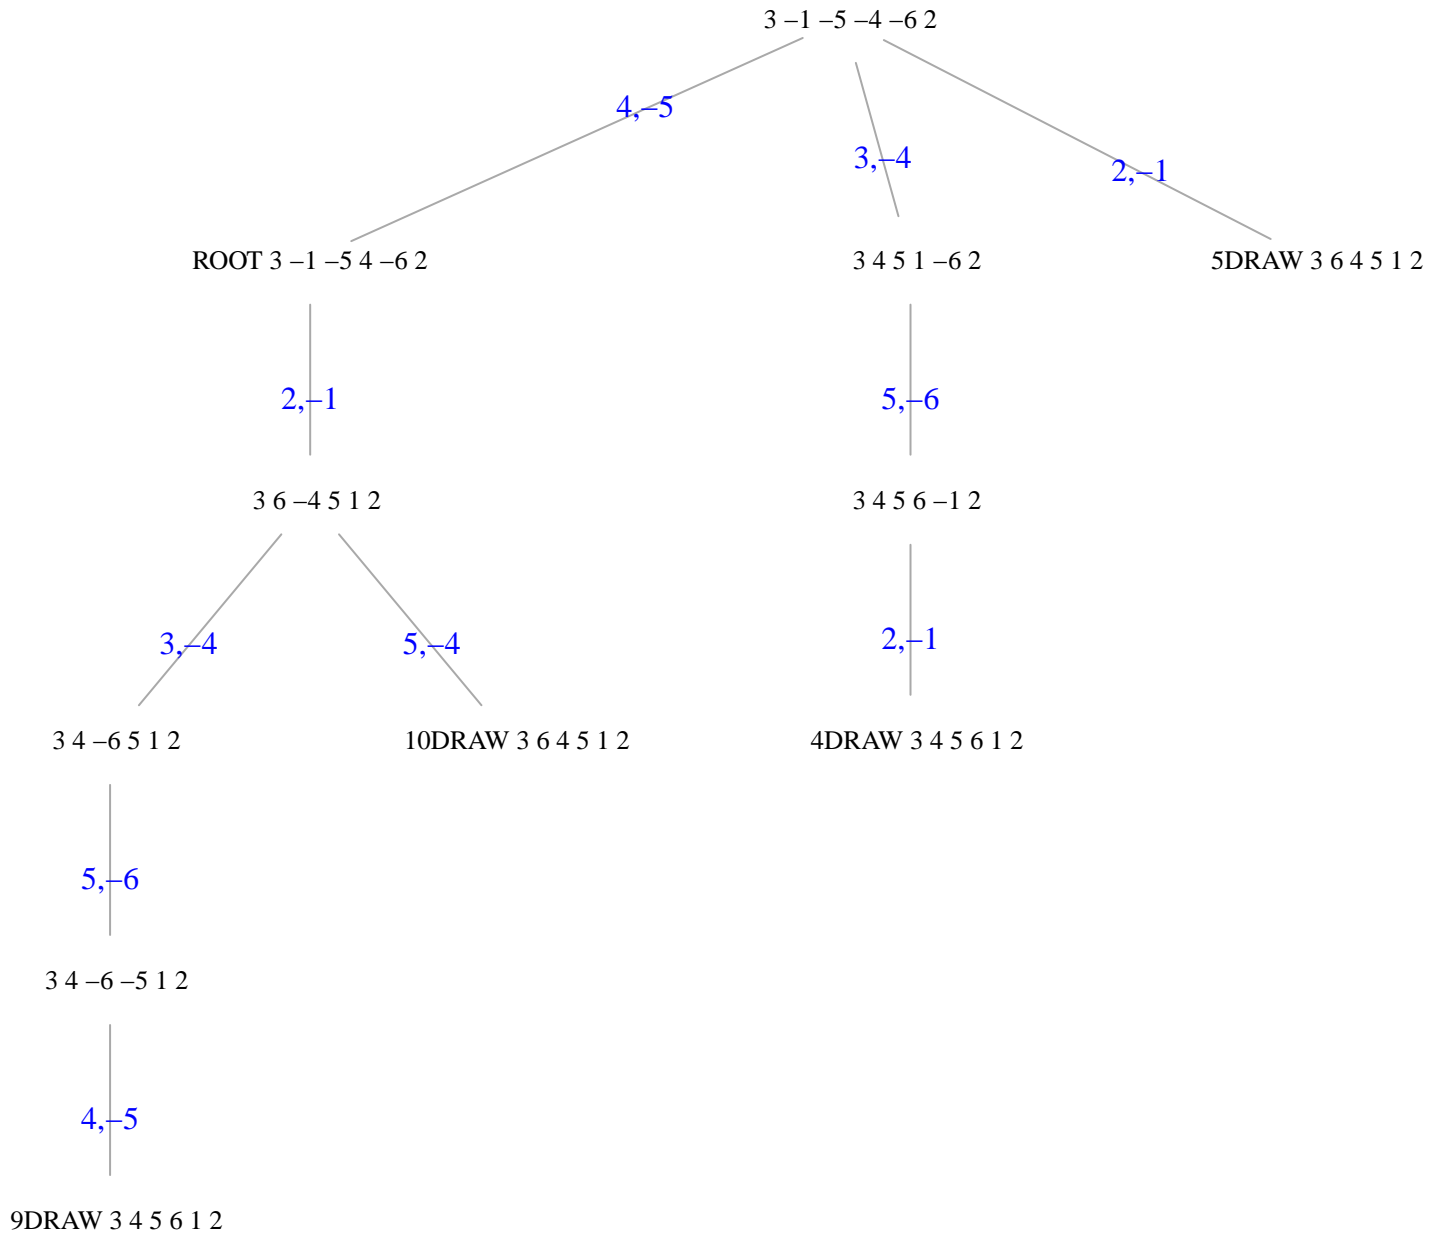 3 –1 –5 –4 –6 2
4,–5
3,–4
2,–1
ROOT 3 –1 –5 4 –6 2
3 4 5 1 –6 2
5DRAW 3 6 4 5 1 2
2,–1
5,–6
3 6 –4 5 1 2
3 4 5 6 –1 2
3,–4
5,–4
2,–1
3 4 –6 5 1 2
10DRAW 3 6 4 5 1 2
4DRAW 3 4 5 6 1 2
5,–6
3 4 –6 –5 1 2
4,–5
9DRAW 3 4 5 6 1 2